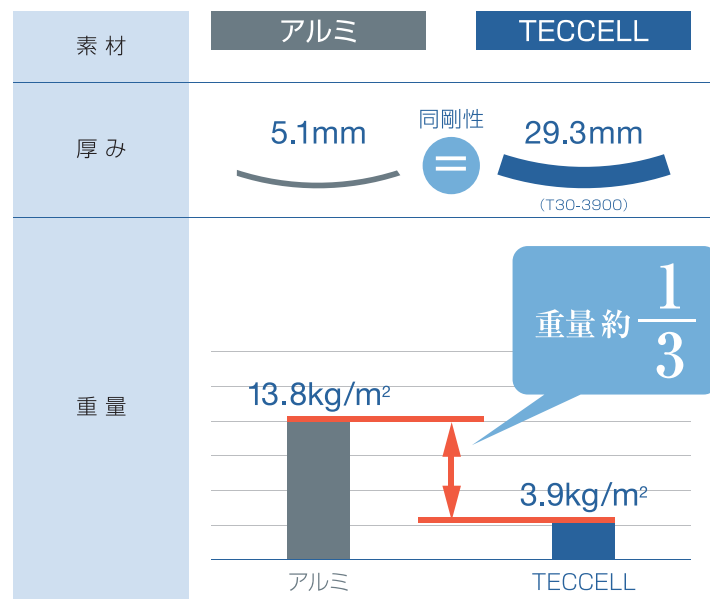 素材
アルミ
TECCELL
厚み
5.1mm
同剛性
=
29.3mm
(T30-3900)
重量
重量約1/3
13.8kg/m²
3.9kg/m²
アルミ
TECCELL